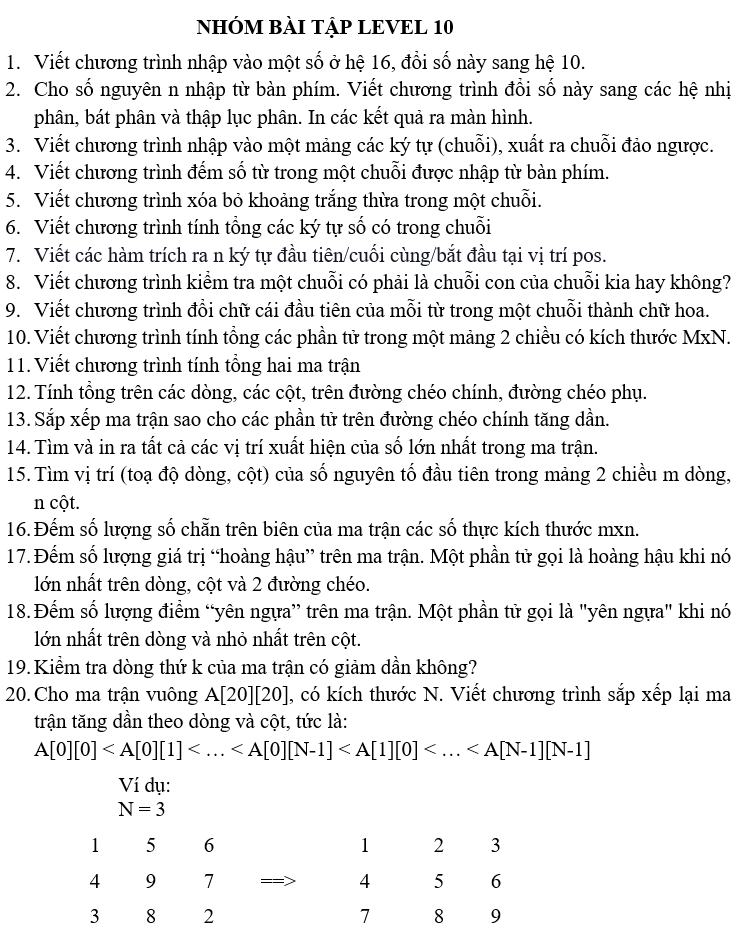 NHÓM BÀI TẬP LEVEL 10
1. Viết chương trình nhập vào một số ở hệ 16, đổi số này sang hệ 10.
2. Cho số nguyên n nhập từ bàn phím. Viết chương trình đổi số này sang các hệ nhị
phân, bát phân và thập lục phân. In các kết quả ra màn hình.
3. Viết chương trình nhập vào một mảng các ký tự (chuỗi), xuất ra chuỗi đảo ngược.
4. Viết chương trình đếm số từ trong một chuỗi được nhập từ bàn phím.
5. Viết chương trình xóa bỏ khoảng trắng thừa trong một chuỗi.
6. Viết chương trình tính tổng các ký tự số có trong chuỗi
7. Viết các hàm trích ra n ký tự đầu tiên/cuối cùng/bắt đầu tại vị trí pos.
8. Viết chương trình kiểm tra một chuỗi có phải là chuỗi con của chuỗi kia hay không?
9. Viết chương trình đổi chữ cái đầu tiên của mỗi từ trong một chuỗi thành chữ hoa.
10. Viết chương trình tính tổng các phần tử trong một mảng 2 chiều có kích thước MxN.
11. Viết chương trình tính tổng hai ma trận
12. Tính tổng trên các dòng, các cột, trên đường chéo chính, đường chéo phụ.
13. Sắp xếp ma trận sao cho các phần tử trên đường chéo chính tăng dần.
14. Tìm và in ra tất cả các vị trí xuất hiện của số lớn nhất trong ma trận.
15. Tìm vị trí (toạ độ dòng, cột) của số nguyên tố đầu tiên trong mảng 2 chiều m dòng,
n cột.
16. Đếm số lượng số chẵn trên biên của ma trận các số thực kích thước mxn.
17. Đếm số lượng giá trị “hoàng hậu” trên ma trận. Một phần tử gọi là hoàng hậu khi nó
lớn nhất trên dòng, cột và 2 đường chéo.
18. Đếm số lượng điểm “yên ngựa” trên ma trận. Một phần tử gọi là "yên ngựa" khi nó
lớn nhất trên dòng và nhỏ nhất trên cột.
19. Kiểm tra dòng thứ k của ma trận có giảm dần không?
20. Cho ma trận vuông A[20][20], có kích thước N. Viết chương trình sắp xếp lại ma
trận tăng dần theo dòng và cột, tức là:
A[0][0] < A[0][1] < … < A[0][N-1] < A[1][0] < … < A[N-1][N-1]
Ví dụ:
N = 3
1 5 6 1 2 3
4 9 7 ==> 4 5 6
3 8 2 7 8 9